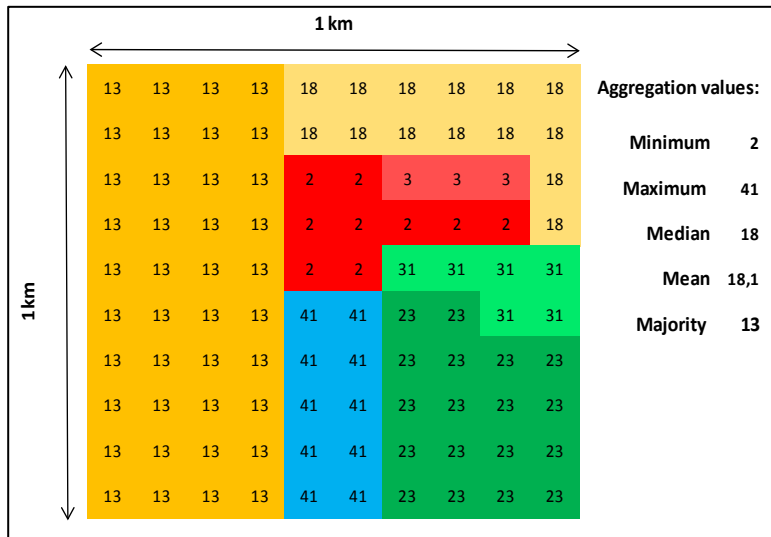 1 km
1 km
13 13 13 13 18 18 18 18 18 18
13 13 13 13 18 18 18 18 18 18
13 13 13 13 2 2 3 3 3 18
13 13 13 13 2 2 2 2 2 18
13 13 13 13 2 2 31 31 31 31
13 13 13 13 41 41 23 23 31 31
13 13 13 13 41 41 23 23 23 23
13 13 13 13 41 41 23 23 23 23
13 13 13 13 41 41 23 23 23 23
13 13 13 13 41 41 23 23 23 23
Aggregation values:
Minimum 2
Maximum 41
Median 18
Mean 18,1
Majority 13